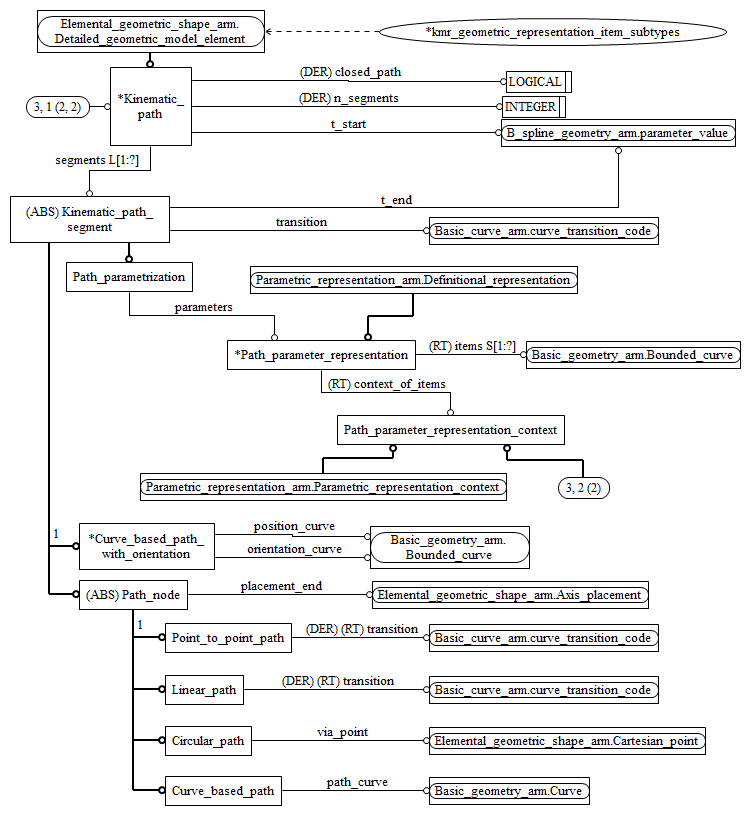 Elemental_geometric_shape_arm.
Detailed_geometric_model_element
*kmr_geometric_representation_item_subtypes
(DER) closed_path
LOGICAL
3, 1 (2, 2)
*Kinematic_
path
(DER) n_segments
INTEGER
t_start
B_spline_geometry_arm.parameter_value
segments L[1:?]
t_end
(ABS) Kinematic_path_
segment
transition
Basic_curve_arm.curve_transition_code
Path_parametrization
Parametric_representation_arm.Definitional_representation
parameters
*Path_parameter_representation
(RT) items S[1:?]
Basic_geometry_arm.Bounded_curve
(RT) context_of_items
Path_parameter_representation_context
Parametric_representation_arm.Parametric_representation_context
3, 2 (2)
1
*Curve_based_path_
with_orientation
position_curve
orientation_curve
Basic_geometry_arm.
Bounded_curve
(ABS) Path_node
placement_end
Elemental_geometric_shape_arm.Axis_placement
1
Point_to_point_path
(DER) (RT) transition
Basic_curve_arm.curve_transition_code
Linear_path
(DER) (RT) transition
Basic_curve_arm.curve_transition_code
Circular_path
via_point
Elemental_geometric_shape_arm.Cartesian_point
Curve_based_path
path_curve
Basic_geometry_arm.Curve